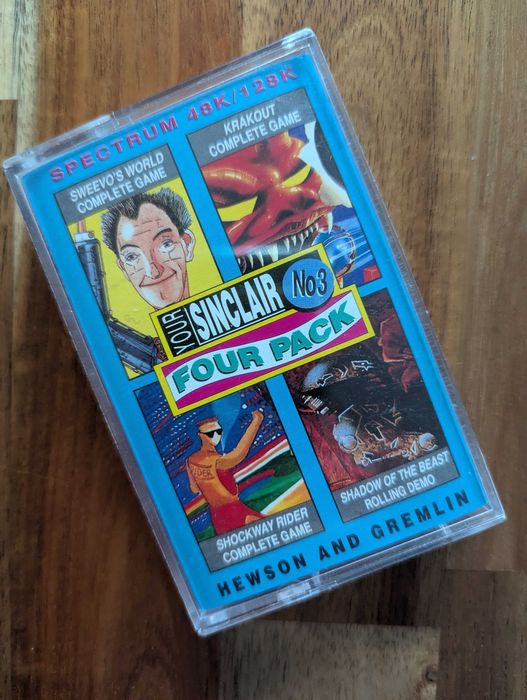 SPECTRUM 48K/128K
SWEEVO'S WORLD
COMPLETE GAME
KRAKOUT
COMPLETE GAME
YOUR
SINCLAIR
No3
FOUR PACK
RIDER
SHOCKWAY RIDER
COMPLETE GAME
SHADOW OF THE BEAST
ROLLING DEMO
HEWSON AND GREMLIN